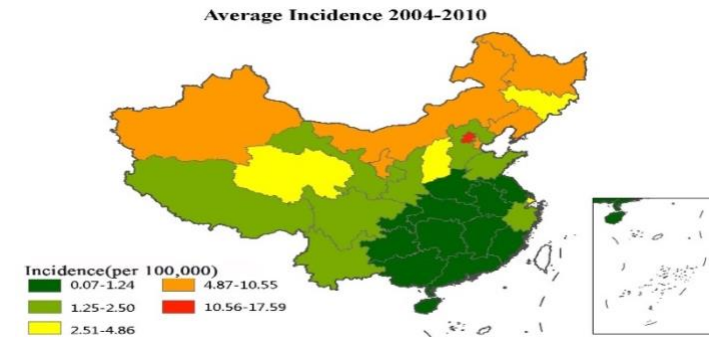 Average Incidence 2004-2010
Incidence(per 100,000)
0.07-1.24 4.87-10.55
1.25-2.50 10.56-17.59
2.51-4.86